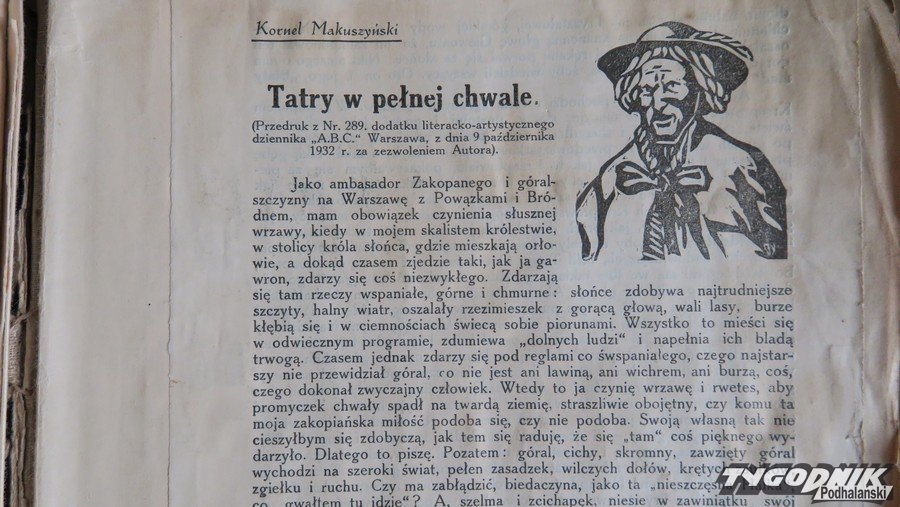 Kornel Makuszyński
Tatry w pełnej chwale.
(Przedruk z Nr. 289. dodatku literacko-artystycznego
dziennika „A.B.C.“ Warszawa, z dnia 9 października
1932 r. za zezwoleniem Autora).
Jako ambasador Zakopanego i góral-
szczyzny na Warszawę z Powązkami i Bró-
dnem, mam obowiązek czynienia słusznej
wrzawy, kiedy w mojem skalistem królestwie,
w stolicy króla słońca, gdzie mieszkają orło-
wie, a dokąd czasem zjedzie taki, jak ja ga-
wron, zdarzy się coś niezwykłego. Zdarzają
się tam rzeczy wspaniałe, górne i chmurne: słońce zdobywa najtrudniejsze
szczyty, halny wiatr, oszalały rzezimieszek z gorącą głową, wali lasy, burze
kłębią się i w ciemnościach świecą sobie piorunami. Wszystko to mieści się
w odwiecznym programie, zdumiewa „dolnych ludzi“ i napełnia ich bladą
trwogą. Czasem jednak zdarzy się pod reglami co śwspaniałego, czego najstar-
szy nie przewidział góral, co nie jest ani lawiną, ani wichrem, ani burzą, coś,
czego dokonał zwyczajny człowiek. Wtedy to ja czynię wrzawę i rwetes, aby
promyczek chwały spadł na twardą ziemię, straszliwie obojętny, czy komu ta
moja zakopiańska miłość podoba się, czy nie podoba. Swoją własną tak nie
cieszyłbym się zdobyczą, jak tem się raduję, że się „tam“ coś pięknego wy-
darzyło. Dlatego to piszę. Pozatem: góral, cichy, skromny, zawzięty góral
wychodzi na szeroki świat, pełen zasadzek, wilczych dołów, krętych
zgiełku i ruchu. Czy ma zabłądzić, biedaczyna, jako ta „nieszczęsna
co „gwałtem tu idzie“? A, szelma i zcichapęk, niesie w zawiniątku swój
TYGODNIK
Podhalański